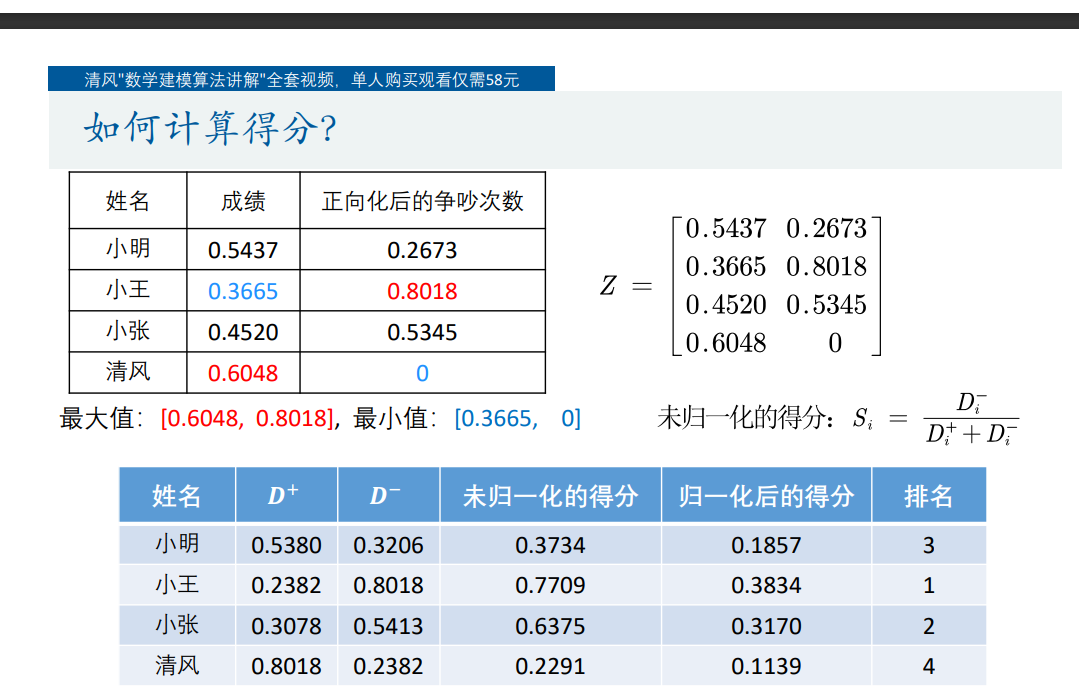 清风"数学建模算法讲解"全套视频，单人购买观看仅需58元
如何计算得分?
姓名 成绩 正向化后的争吵次数
小明 0.5437 0.2673
小王 0.3665 0.8018
小张 0.4520 0.5345
清风 0.6048 0
Z = [0.5437 0.2673
0.3665 0.8018
0.4520 0.5345
0.6048 0]
最大值：[0.6048, 0.8018]，最小值：[0.3665, 0]
未归一化的得分：S_i = D_i^- / (D_i^+ + D_i^-)
姓名 D⁺ D⁻ 未归一化的得分 归一化后的得分 排名
小明 0.5380 0.3206 0.3734 0.1857 3
小王 0.2382 0.8018 0.7709 0.3834 1
小张 0.3078 0.5413 0.6375 0.3170 2
清风 0.8018 0.2382 0.2291 0.1139 4